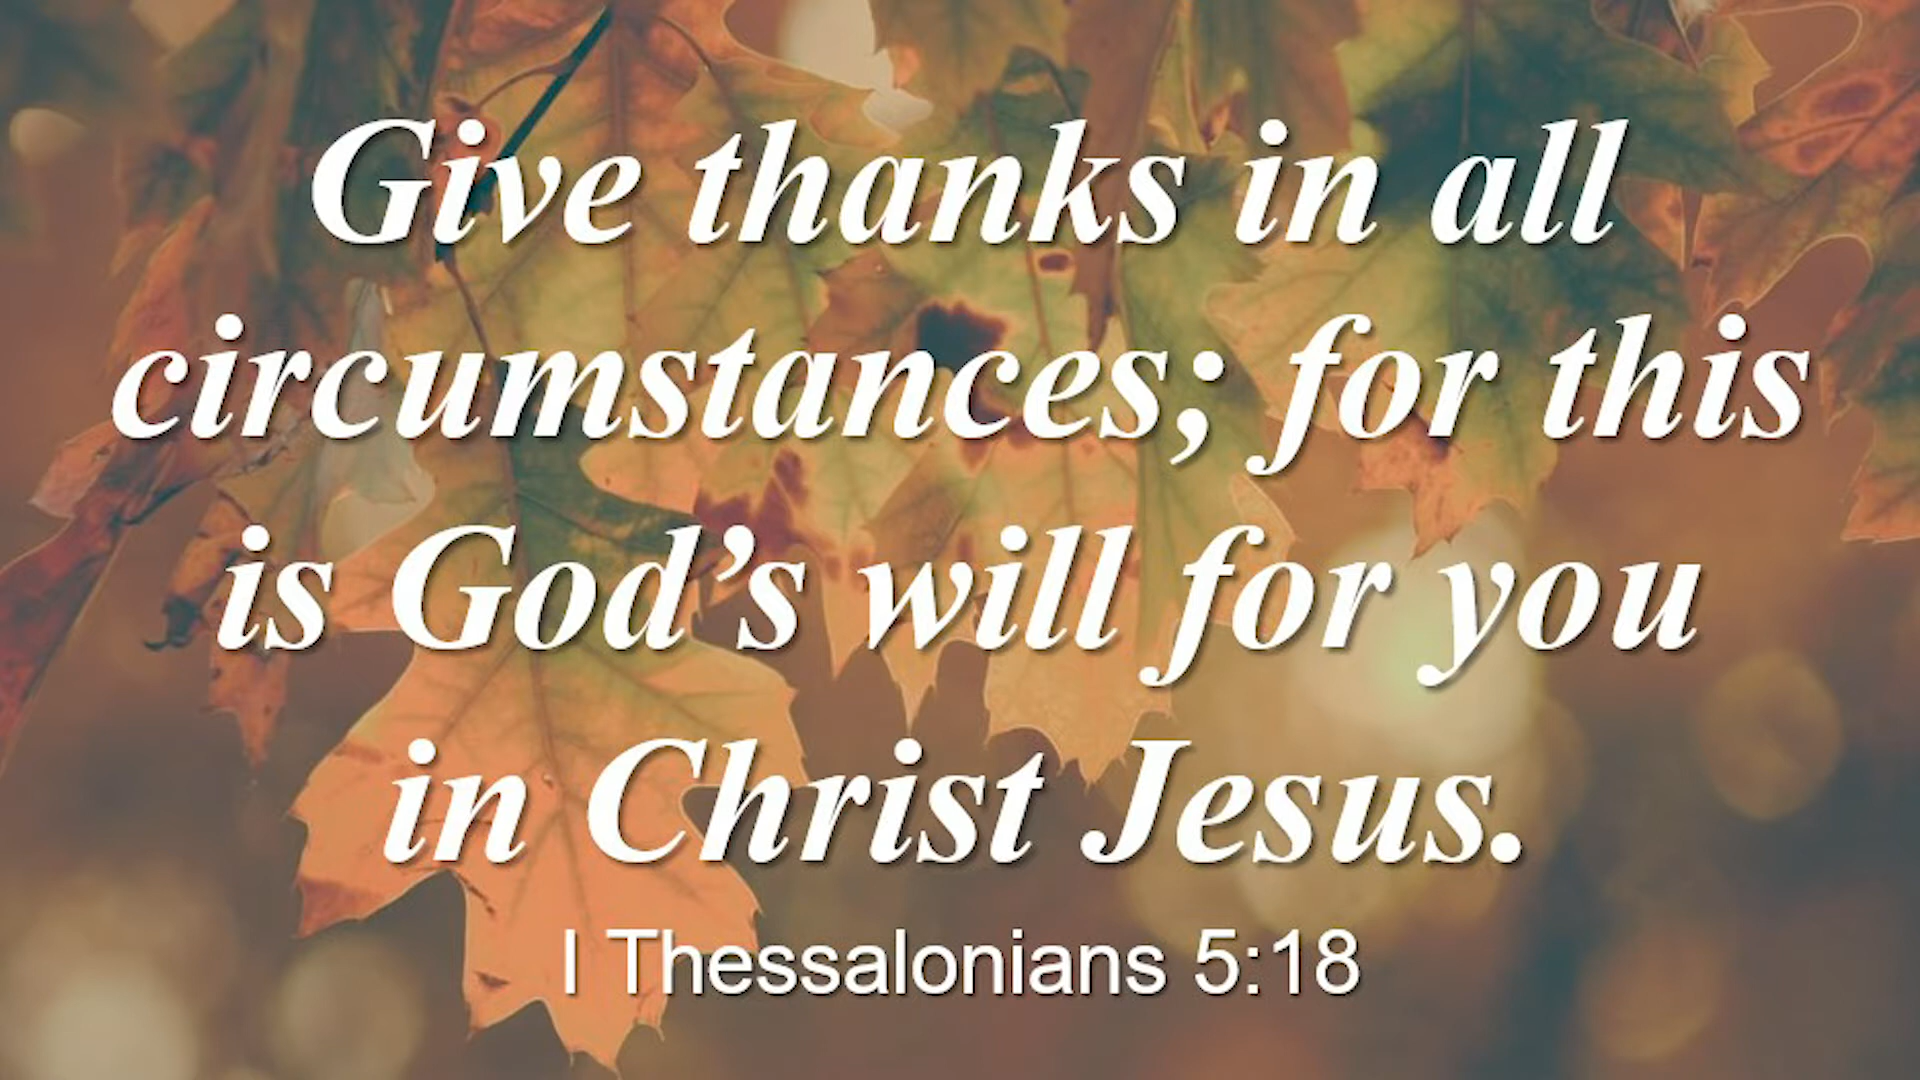 Give thanks in all
circumstances; for this
is God’s will for you
in Christ Jesus.
I Thessalonians 5:18